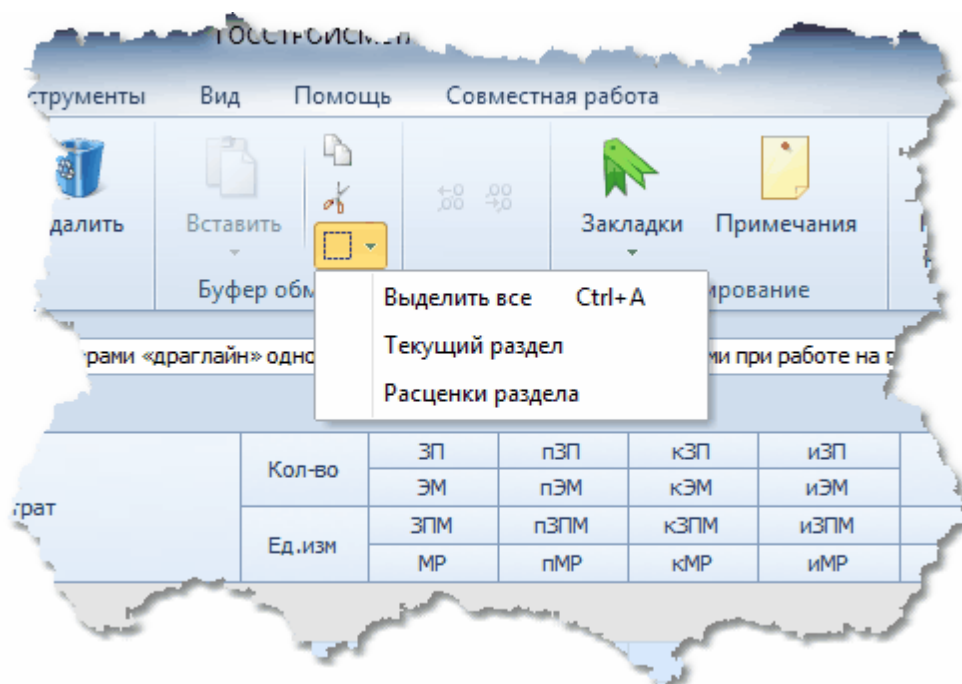 струменты Вид Помощь Совместная работа
далить Вставить Закладки Примечания
Буфер обм ирование
Выделить все Ctrl+A
Текущий раздел
Расценки раздела
рами «драглайн» одно ми при работе на
трат Кол-во ЗП пЗП кЗП иЗП
ЭМ пЭМ кЭМ иЭМ
Ед.изм ЗПМ пЗПМ кЗПМ иЗПМ
МР пМР кМР иМР